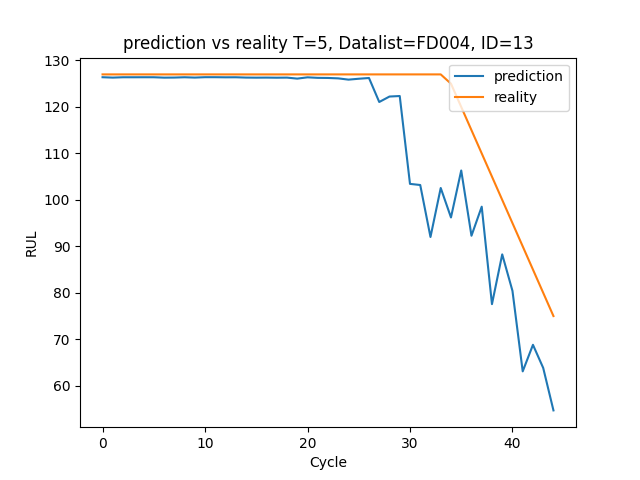 prediction vs reality T=5, Datalist=FD004, ID=13
130
120
110
100
90
80
70
60
RUL
prediction
reality
0 10 20 30 40
Cycle